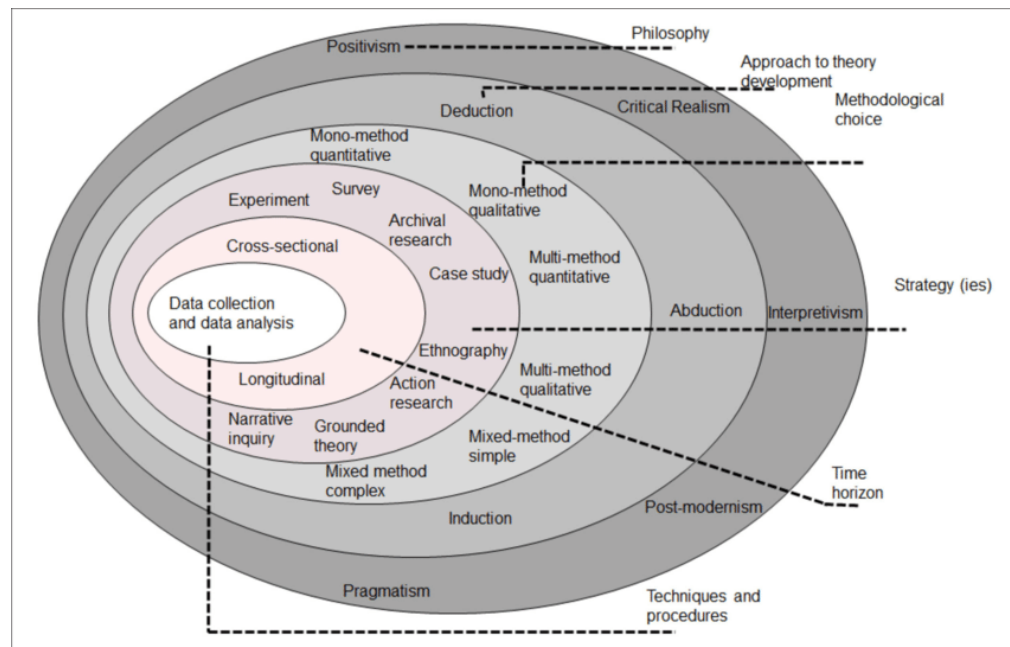 Philosophy
Positivism
Approach to theory
development
Critical Realism
Methodological
choice
Deduction
Mono-method
quantitative
Survey
Mono-method
qualitative
Experiment
Archival
research
Cross-sectional
Multi-method
quantitative
Case study
Strategy (ies)
Data collection
and data analysis
Abduction
Interpretivism
Ethnography
Multi-method
qualitative
Longitudinal
Action
research
Narrative
inquiry
Grounded
theory
Mixed-method
simple
Mixed method
complex
Time
horizon
Post-modernism
Induction
Pragmatism
Techniques and
procedures